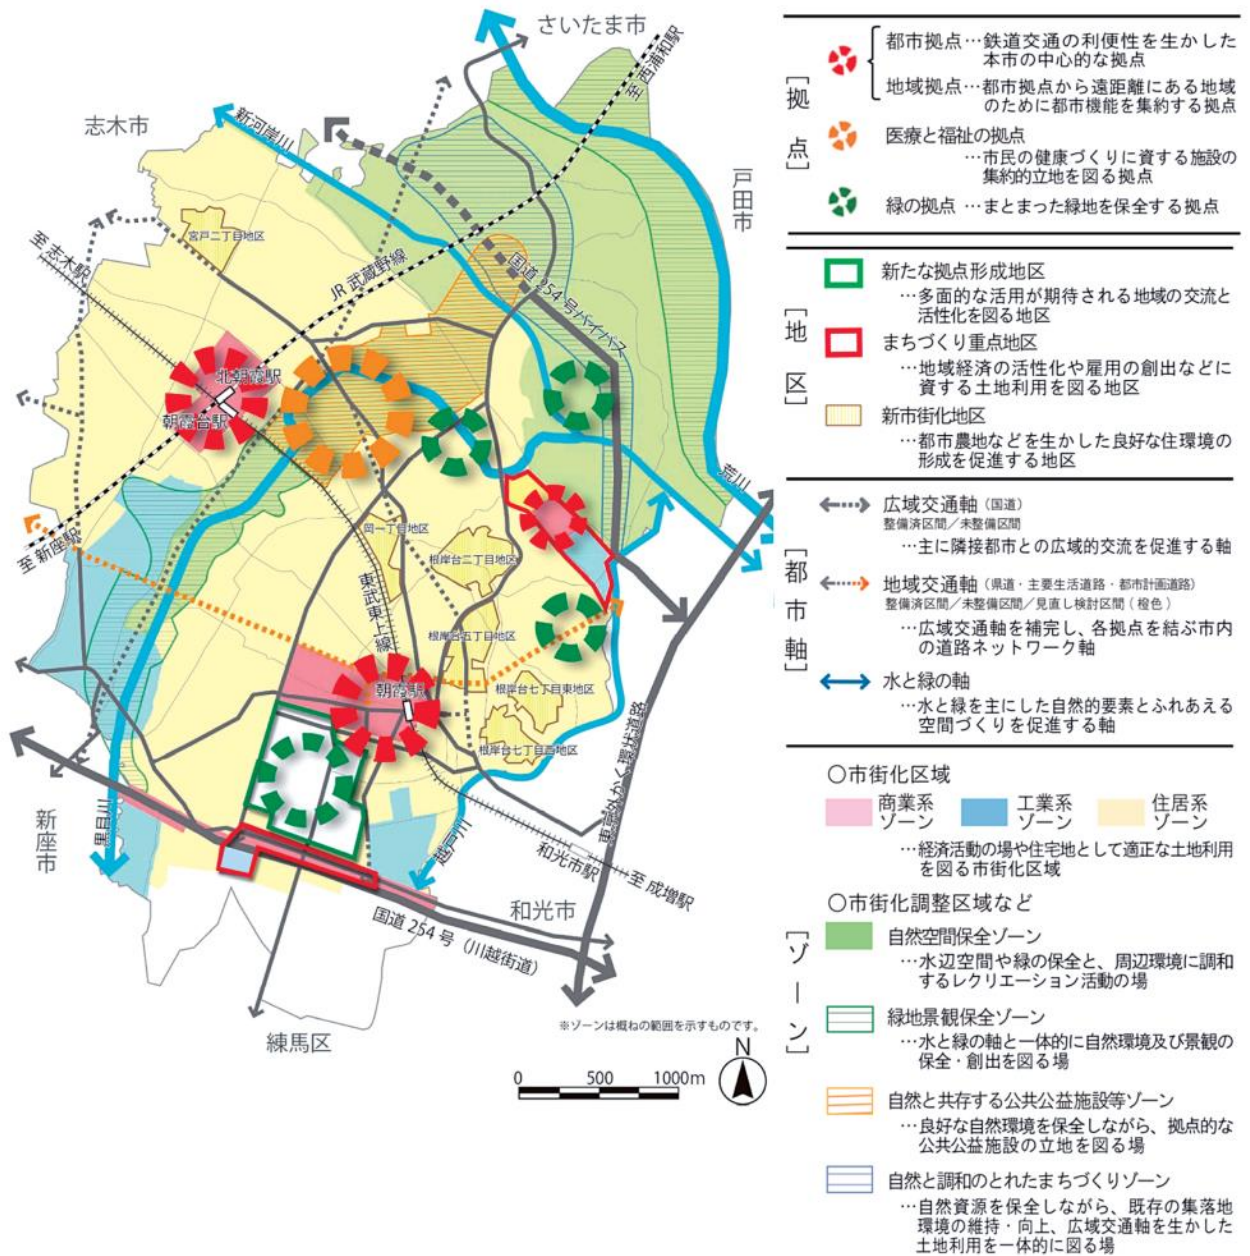 さいたま市
至 西浦和駅
志木市
新河岸川
戸田市
宮戸二丁目地区
至 志木駅
JR 武蔵野線
国道 254 号バイパス
北朝霞駅
朝霞台駅
荒川
至 新座駅
岡一丁目地区
根岸台二丁目地区
東武東上線
根岸台五丁目地区
朝霞駅
根岸台七丁目東地区
根岸台七丁目西地区
東京外かく環状道路
新座市
黒目川
越戸川
和光市駅
至 成増駅
和光市
国道 254 号（川越街道）
練馬区
※ゾーンは概ねの範囲を示すものです。
0 500 1000m
N
［拠点］
都市拠点…鉄道交通の利便性を生かした
本市の中心的な拠点
地域拠点…都市拠点から遠距離にある地域
のために都市機能を集約する拠点
医療と福祉の拠点
…市民の健康づくりに資する施設の
集約的立地を図る拠点
緑の拠点 …まとまった緑地を保全する拠点
［地区］
新たな拠点形成地区
…多面的な活用が期待される地域の交流と
活性化を図る地区
まちづくり重点地区
…地域経済の活性化や雇用の創出などに
資する土地利用を図る地区
新市街化地区
…都市農地などを生かした良好な住環境の
形成を促進する地区
［都市軸］
広域交通軸（国道）
整備済区間／未整備区間
…主に隣接都市との広域的交流を促進する軸
地域交通軸（県道・主要生活道路・都市計画道路）
整備済区間／未整備区間／見直し検討区間（橙色）
…広域交通軸を補完し、各拠点を結ぶ市内
の道路ネットワーク軸
水と緑の軸
…水と緑を主にした自然的要素とふれあえる
空間づくりを促進する軸
［ゾーン］
○市街化区域
商業系
ゾーン
工業系
ゾーン
住居系
ゾーン
…経済活動の場や住宅地として適正な土地利用
を図る市街化区域
○市街化調整区域など
自然空間保全ゾーン
…水辺空間や緑の保全と、周辺環境に調和
するレクリエーション活動の場
緑地景観保全ゾーン
…水と緑の軸と一体的に自然環境及び景観の
保全・創出を図る場
自然と共存する公共公益施設等ゾーン
…良好な自然環境を保全しながら、拠点的な
公共公益施設の立地を図る場
自然と調和のとれたまちづくりゾーン
…自然資源を保全しながら、既存の集落地
環境の維持・向上、広域交通軸を生かした
土地利用を一体的に図る場